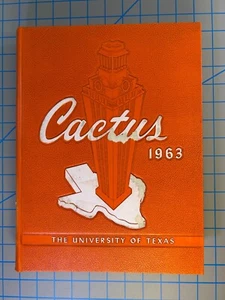 Cactus
1963
THE UNIVERSITY OF TEXAS